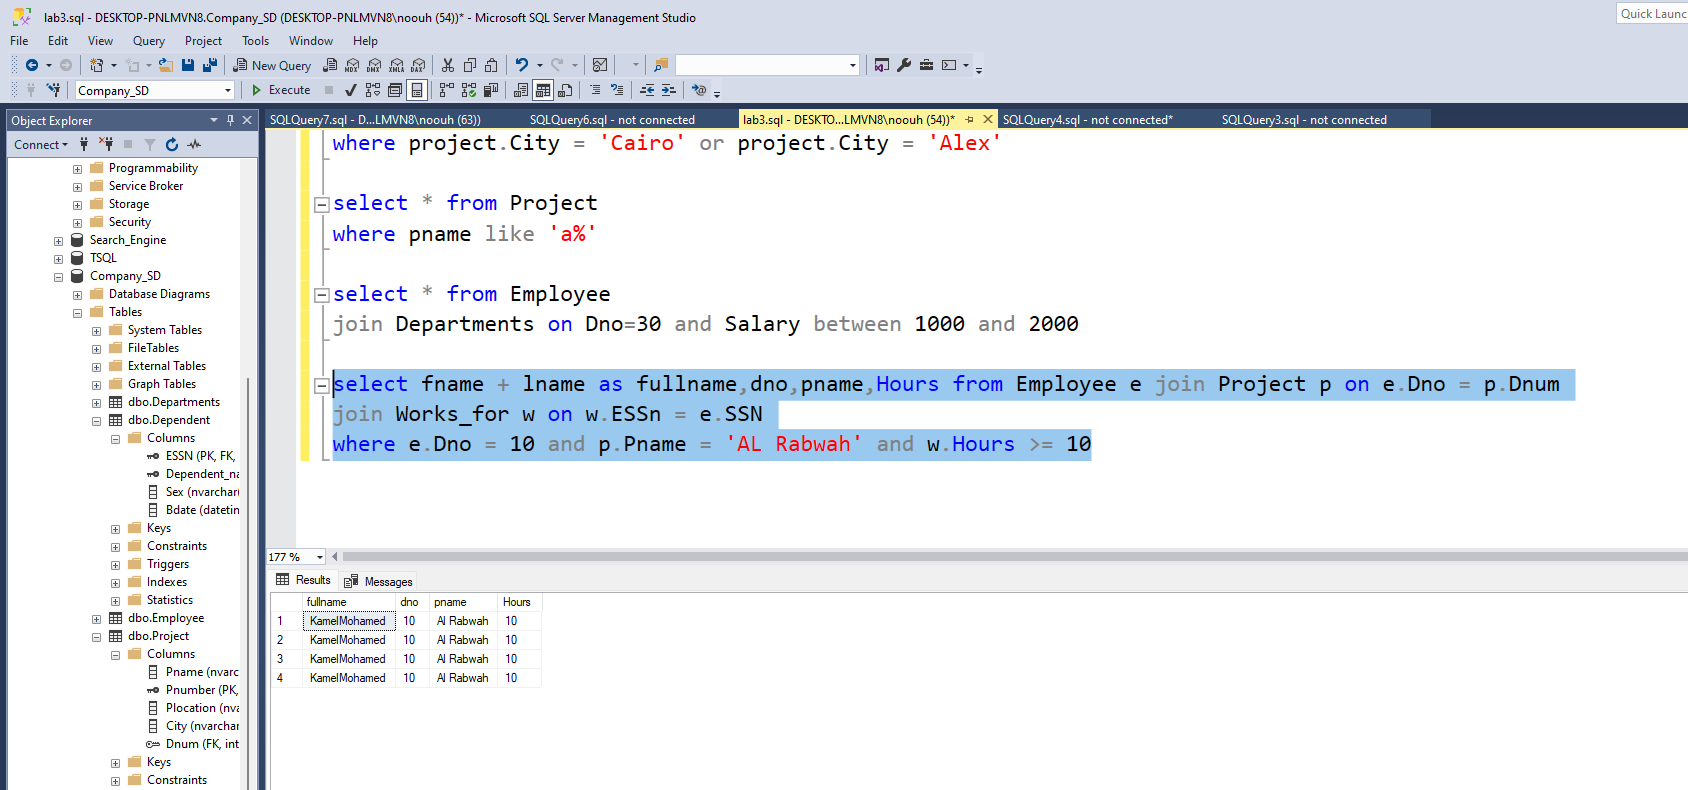 lab3.sql - DESKTOP-PNLMVN8.Company_SD (DESKTOP-PNLMVN8\noouh (54))* - Microsoft SQL Server Management Studio
Quick Launc
File Edit View Query Project Tools Window Help
New Query
MDX DMX XMLA DAX
Company_SD
Execute
Object Explorer
SQLQuery7.sql - D...LMVN8\noouh (63))
SQLQuery6.sql - not connected
lab3.sql - DESKTO...LMVN8\noouh (54))*
SQLQuery4.sql - not connected*
SQLQuery3.sql - not connected
Connect
Programmability
Service Broker
Storage
Security
Search_Engine
TSQL
Company_SD
Database Diagrams
Tables
System Tables
FileTables
External Tables
Graph Tables
dbo.Departments
dbo.Dependent
Columns
ESSN (PK, FK,
Dependent_na
Sex (nvarchar(
Bdate (datetin
Keys
Constraints
Triggers
Indexes
Statistics
dbo.Employee
dbo.Project
Columns
Pname (nvarc
Pnumber (PK,
Plocation (nva
City (nvarchar
Dnum (FK, int
Keys
Constraints
where project.City = 'Cairo' or project.City = 'Alex'
select * from Project
where pname like 'a%'
select * from Employee
join Departments on Dno=30 and Salary between 1000 and 2000
select fname + lname as fullname,dno,pname,Hours from Employee e join Project p on e.Dno = p.Dnum
join Works_for w on w.ESSn = e.SSN
where e.Dno = 10 and p.Pname = 'AL Rabwah' and w.Hours >= 10
177 %
Results Messages
fullname dno pname Hours
1 KamelMohamed 10 Al Rabwah 10
2 KamelMohamed 10 Al Rabwah 10
3 KamelMohamed 10 Al Rabwah 10
4 KamelMohamed 10 Al Rabwah 10